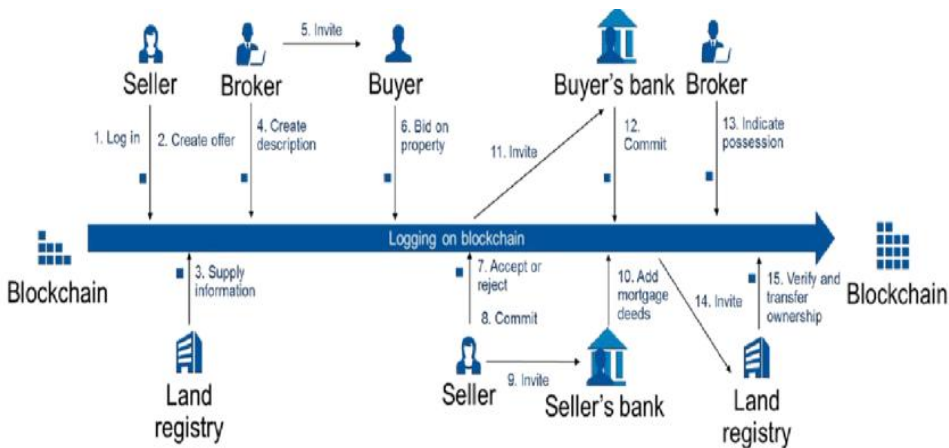 5. Invite
Seller
Broker
Buyer
Buyer's bank
Broker
1. Log in
2. Create offer
4. Create
description
6. Bid on
property
11. Invite
12.
Commit
13. Indicate
possession
Logging on blockchain
Blockchain
3. Supply
information
7. Accept or
reject
8. Commit
10. Add
mortgage
deeds
14. Invite
15. Verify and
transfer
ownership
Blockchain
Land
registry
Seller
9. Invite
Seller's bank
Land
registry